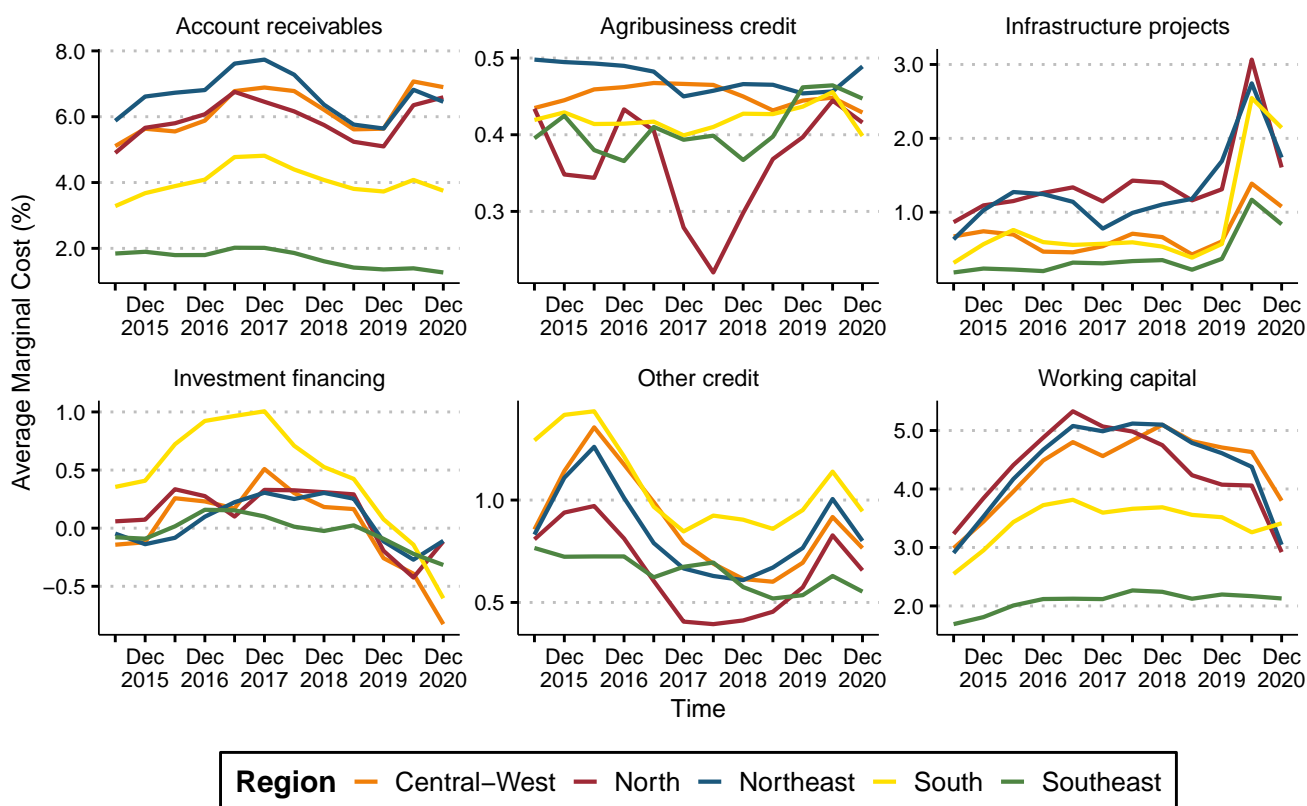 Account receivables Agribusiness credit Infrastructure projects
Average Marginal Cost (%)
8.0
6.0
4.0
2.0
0.5
0.4
0.3
3.0
2.0
1.0
Dec Dec Dec Dec Dec Dec
2015 2016 2017 2018 2019 2020
Dec Dec Dec Dec Dec Dec
2015 2016 2017 2018 2019 2020
Dec Dec Dec Dec Dec Dec
2015 2016 2017 2018 2019 2020
Investment financing Other credit Working capital
1.0
0.5
0.0
−0.5
1.0
0.5
5.0
4.0
3.0
2.0
Dec Dec Dec Dec Dec Dec
2015 2016 2017 2018 2019 2020
Dec Dec Dec Dec Dec Dec
2015 2016 2017 2018 2019 2020
Dec Dec Dec Dec Dec Dec
2015 2016 2017 2018 2019 2020
Time
Region Central−West North Northeast South Southeast